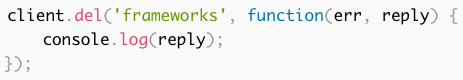 client.del('frameworks', function(err, reply) {
    console.log(reply);
});